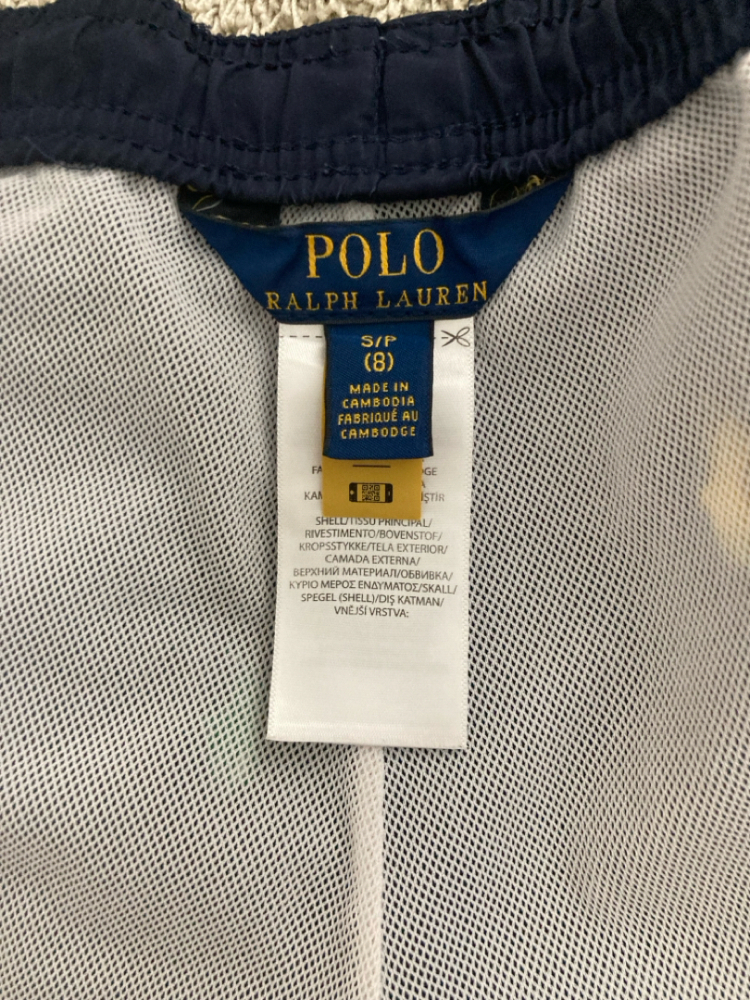 POLO
RALPH LAUREN
S/P
(8)
MADE IN
CAMBODIA
FABRIQUÉ AU
CAMBODGE
SHELL/TISSU PRINCIPAL/
RIVESTIMENTO/BOVENSTOF/
KROPSSTYKKE/TELA EXTERIOR/
CAMADA EXTERNA/
ВЕРХНИЙ МАТЕРИАЛ/ОБВИВКА/
ΚΥΡΙΟ ΜΕΡΟΣ ΕΝΔΥΜΑΤΟΣ/SKALL/
SPEGEL (SHELL)/DIŞ KATMAN/
VNĚJŠÍ VRSTVA: